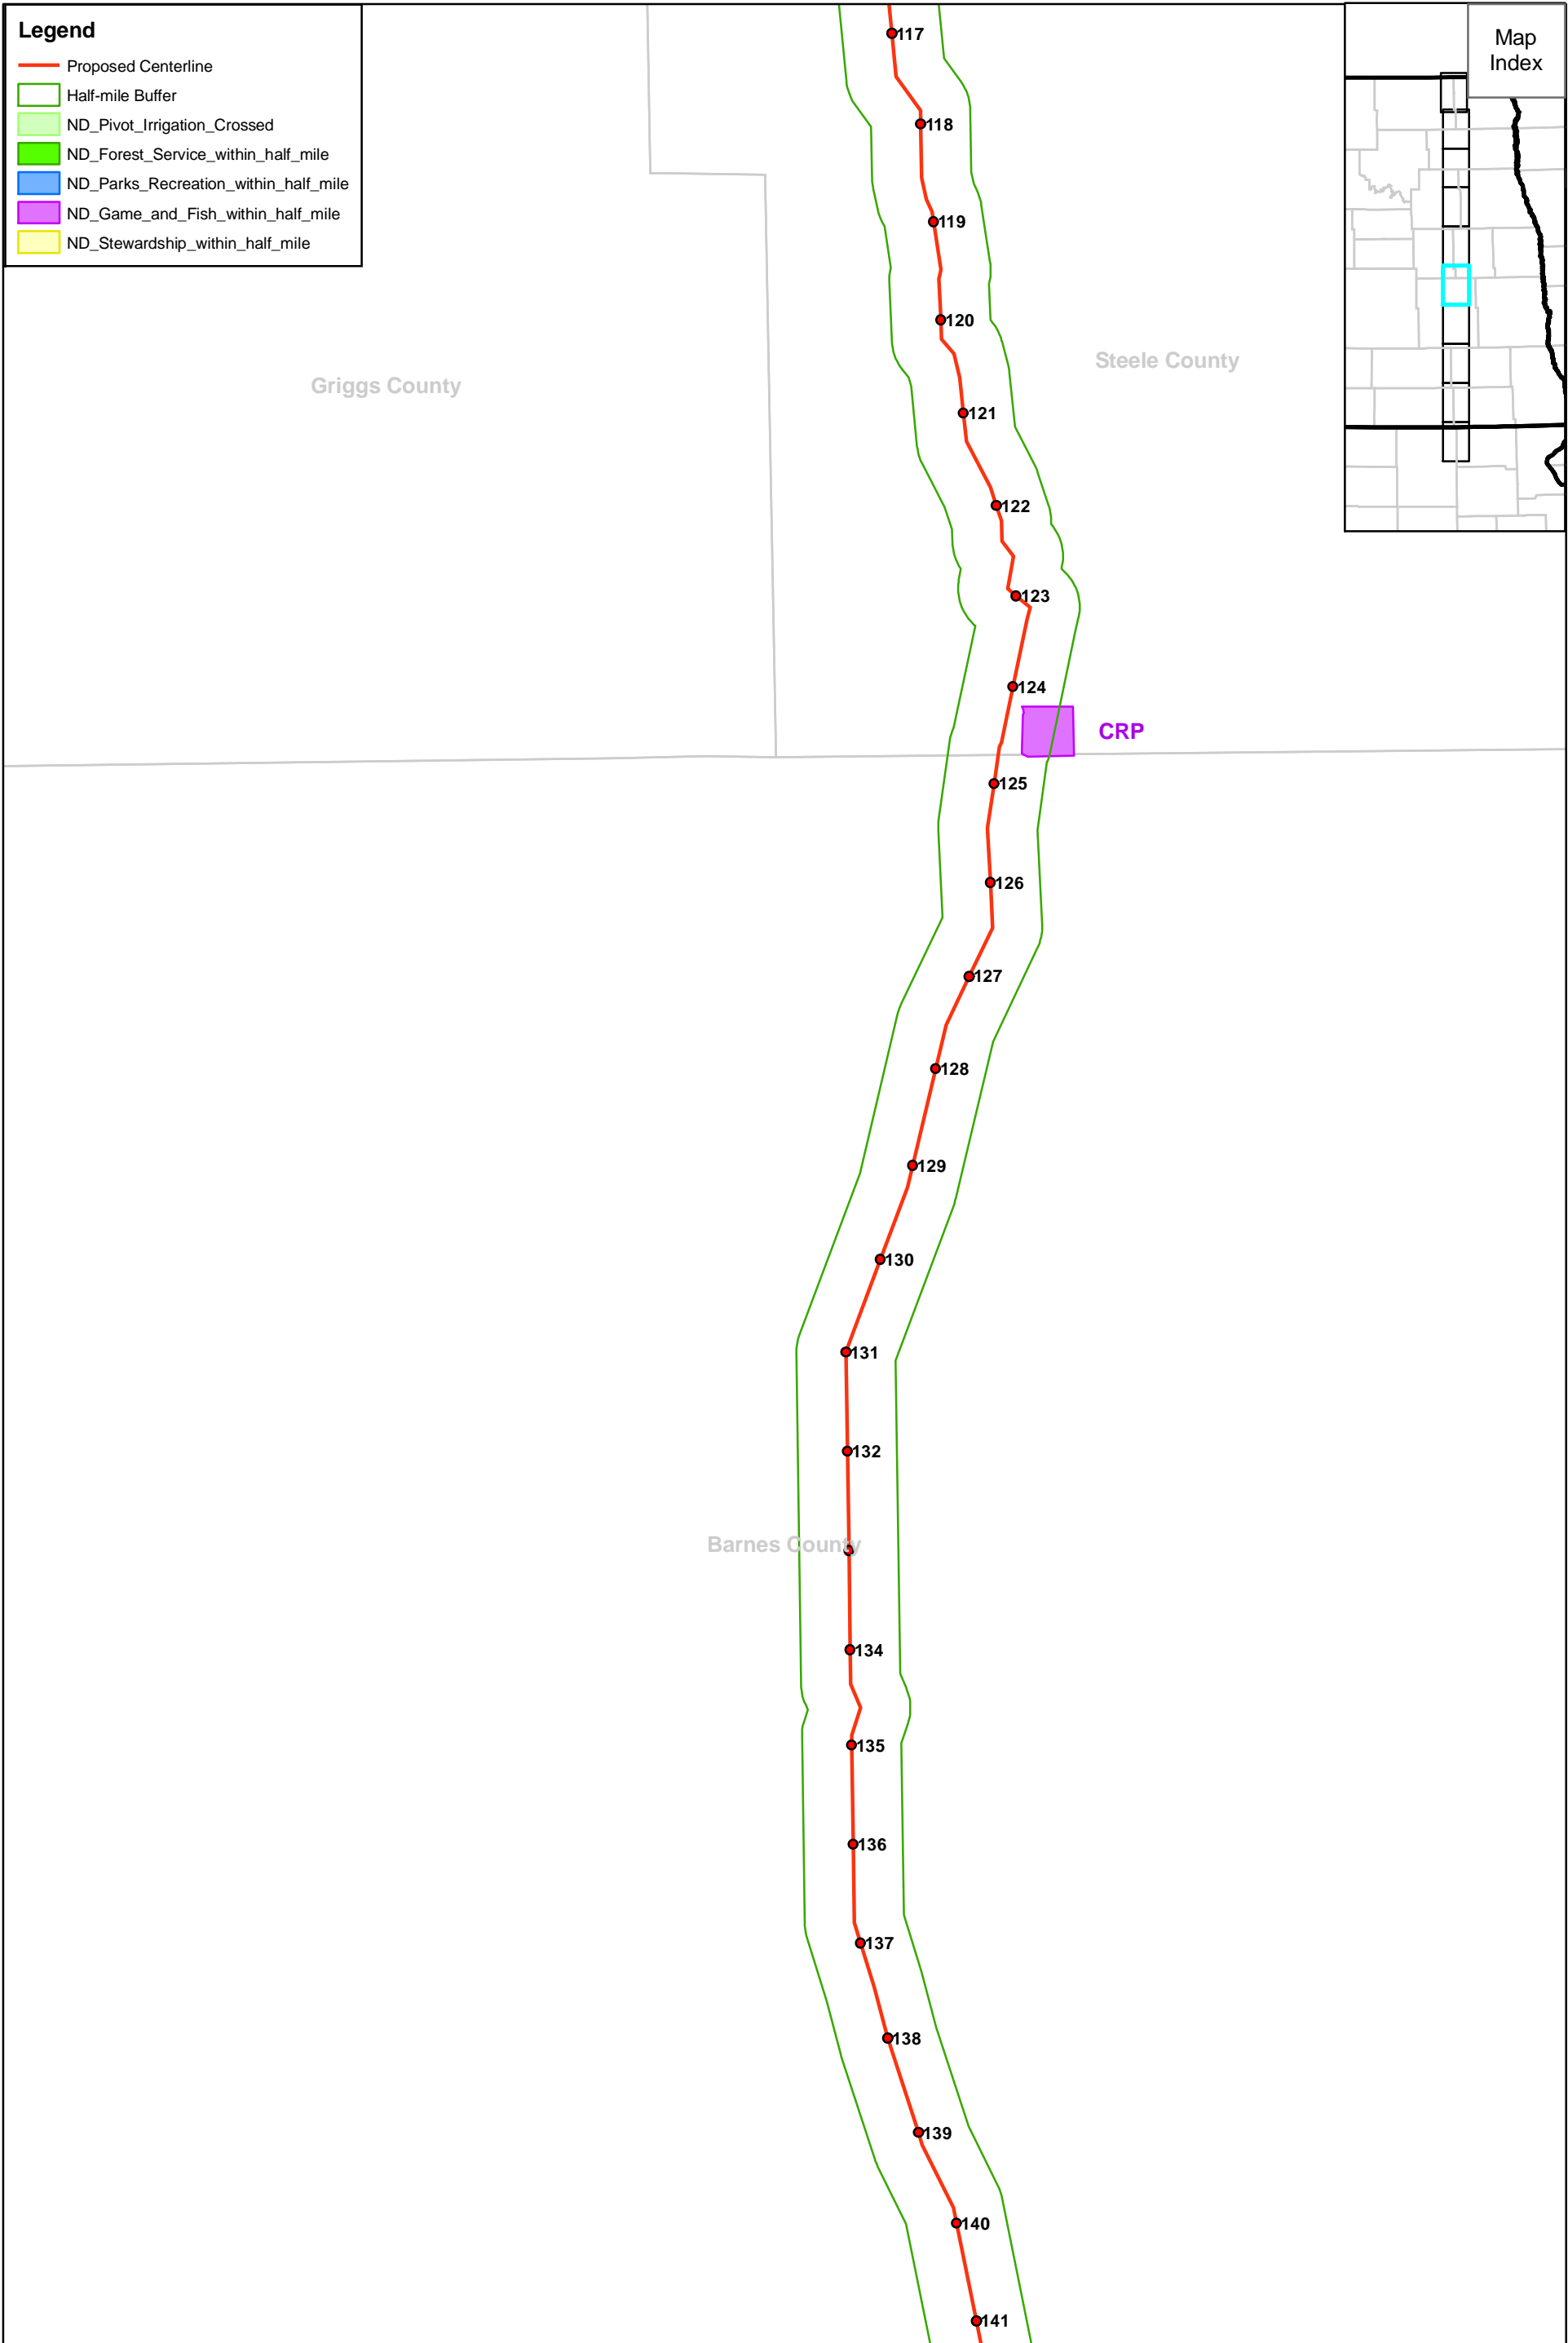 Legend
Proposed Centerline
Half-mile Buffer
ND_Pivot_Irrigation_Crossed
ND_Forest_Service_within_half_mile
ND_Parks_Recreation_within_half_mile
ND_Game_and_Fish_within_half_mile
ND_Stewardship_within_half_mile
Map
Index
117
118
119
120
Steele County
Griggs County
121
122
123
124
CRP
125
126
127
128
129
130
131
132
Barnes County
134
135
136
137
138
139
140
141